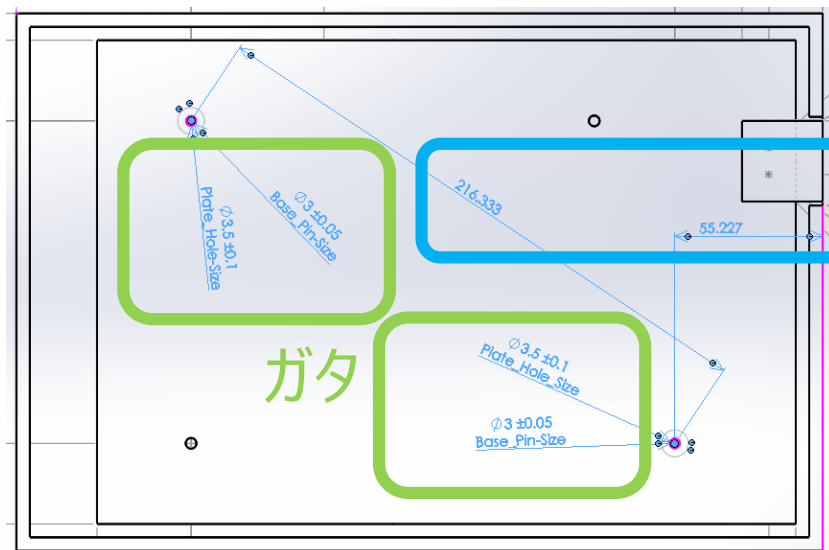 216.333
55.227
∅3 ±0.05
Base_Pin-Size
∅3.5 ±0.1
Plate_Hole-Size
ガタ
∅3.5 ±0.1
Plate_Hole_Size
∅3 ±0.05
Base_Pin-Size